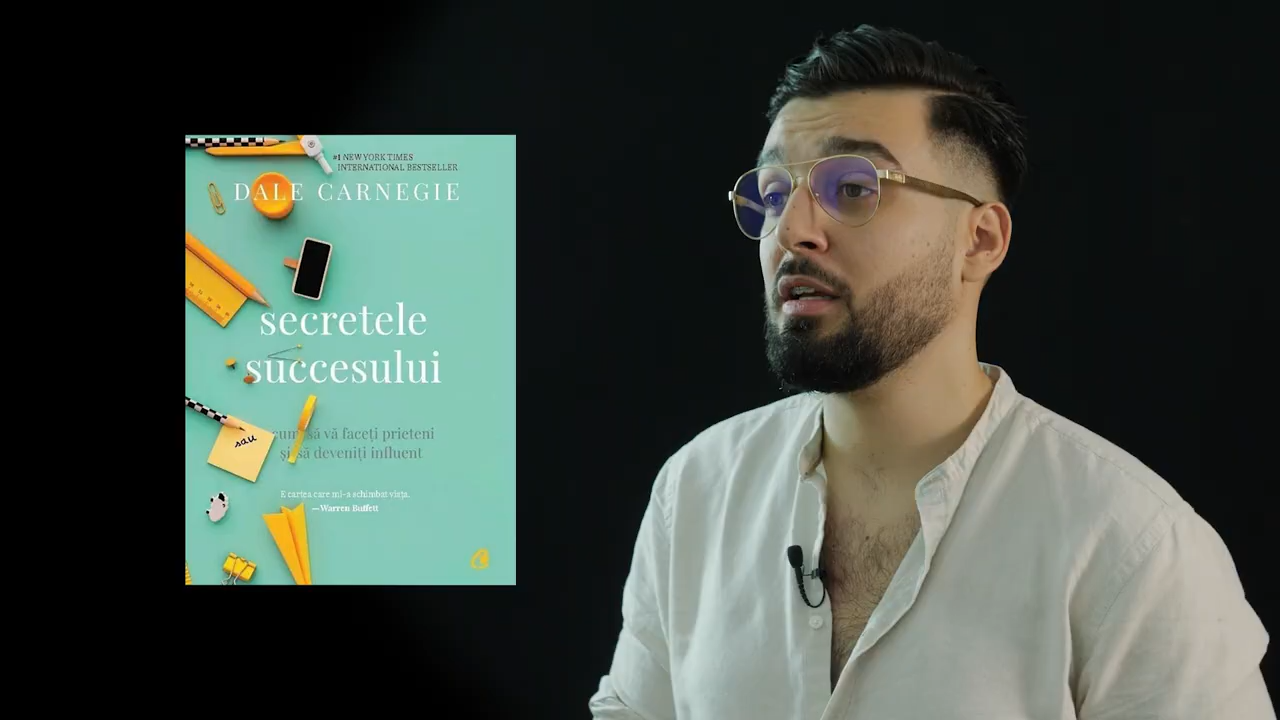 #1 NEW YORK TIMES
INTERNATIONAL BESTSELLER
DALE CARNEGIE
secretele
succesului
sau
cum să vă faceți prieteni
și să deveniți influent
E cartea care mi-a schimbat viața.
—Warren Buffett